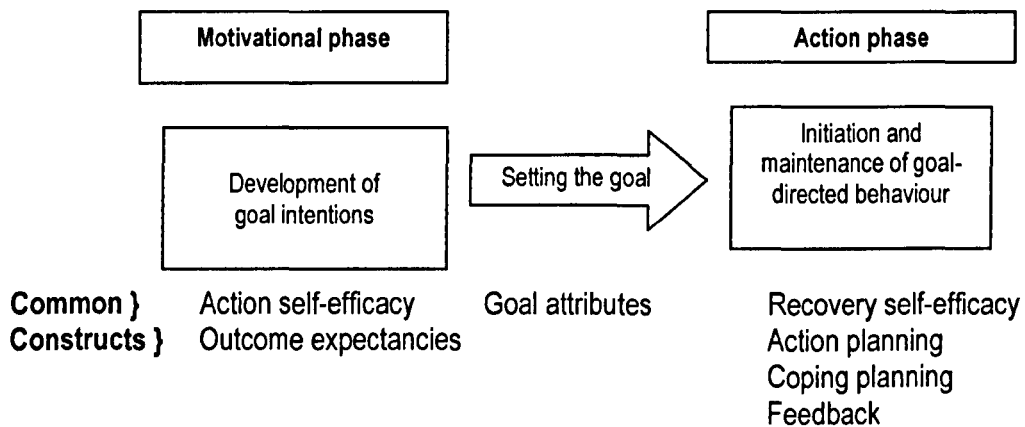 Motivational phase
Action phase
Development of
goal intentions
Setting the goal
Initiation and
maintenance of goal-
directed behaviour
Common } Action self-efficacy Goal attributes Recovery self-efficacy
Constructs } Outcome expectancies Action planning
Coping planning
Feedback